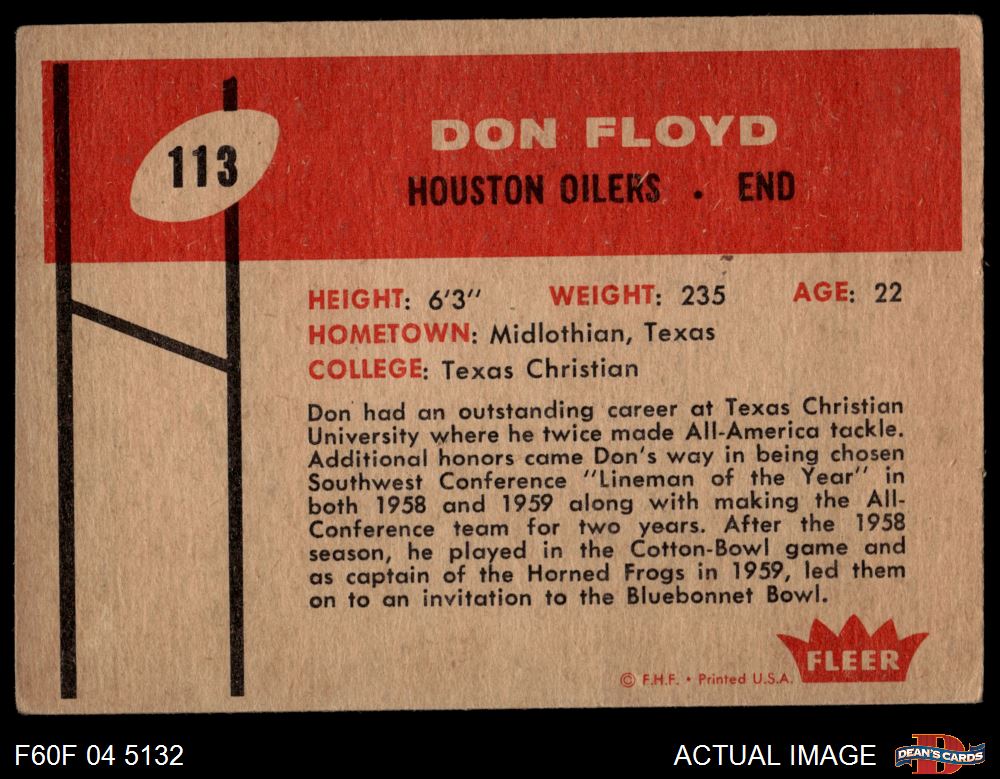 113
DON FLOYD
HOUSTON OILERS . END
HEIGHT: 6'3" WEIGHT: 235 AGE: 22
HOMETOWN: Midlothian, Texas
COLLEGE: Texas Christian
Don had an outstanding career at Texas Christian
University where he twice made All-America tackle.
Additional honors came Don's way in being chosen
Southwest Conference "Lineman of the Year" in
both 1958 and 1959 along with making the All-
Conference team for two years. After the 1958
season, he played in the Cotton-Bowl game and
as captain of the Horned Frogs in 1959, led them
on to an invitation to the Bluebonnet Bowl.
FLEER
© F.H.F. • Printed U.S.A.
F60F 04 5132
ACTUAL IMAGE
D
DEAN'S CARDS